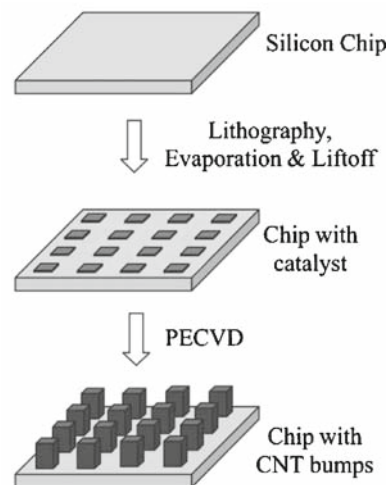 Silicon Chip
Lithography,
Evaporation & Liftoff
Chip with
catalyst
PECVD
Chip with
CNT bumps